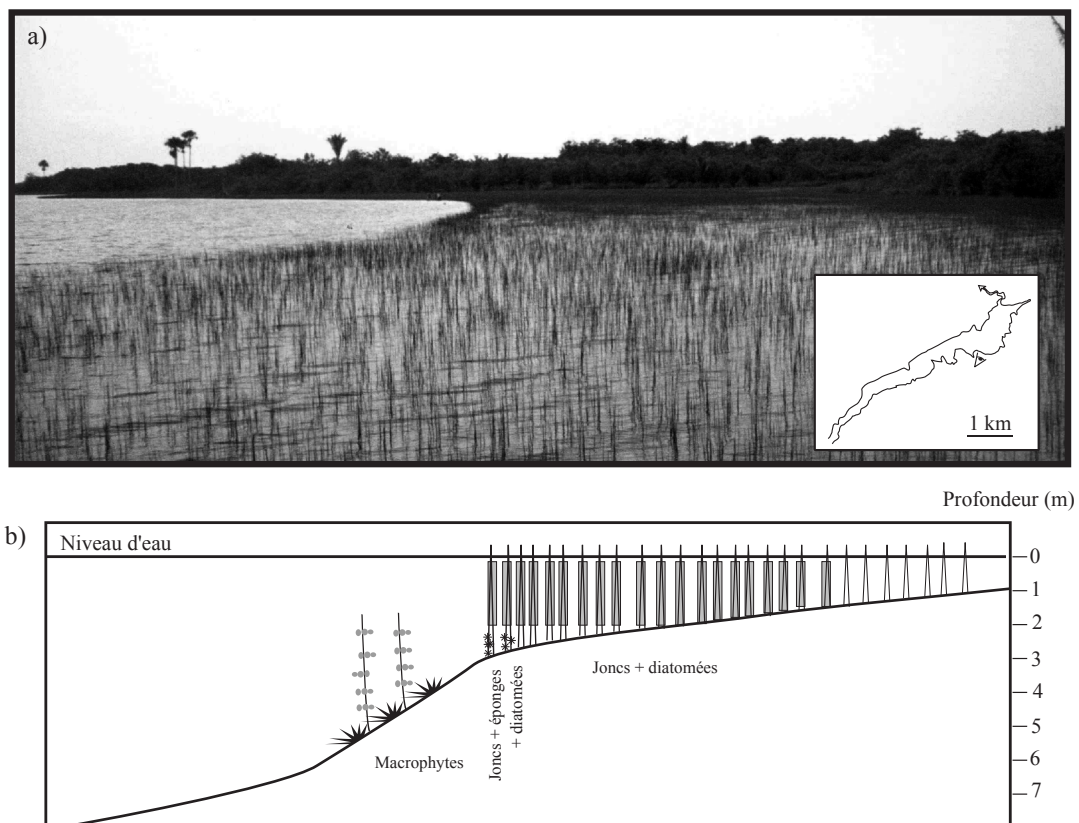 a)
1 km
Profondeur (m)
b)
Niveau d'eau
0
1
2
3
4
5
6
7
Joncs + éponges
+ diatomées
Joncs + diatomées
Macrophytes